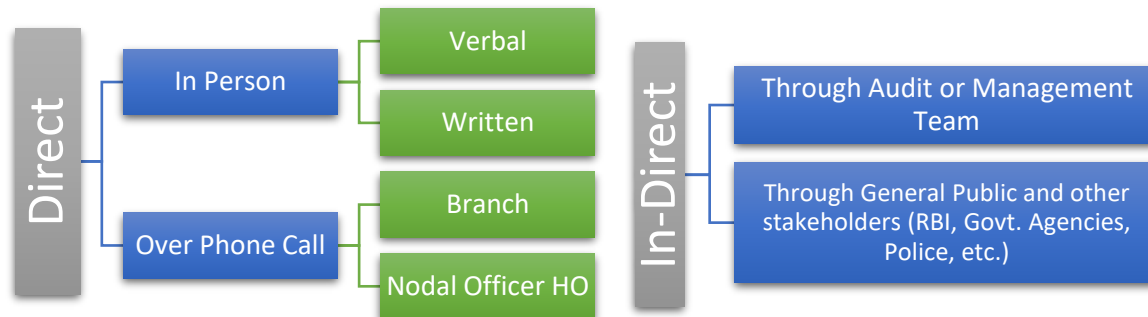 Direct
In Person
Verbal
Written
Over Phone Call
Branch
Nodal Officer HO
In-Direct
Through Audit or Management
Team
Through General Public and other
stakeholders (RBI, Govt. Agencies,
Police, etc.)